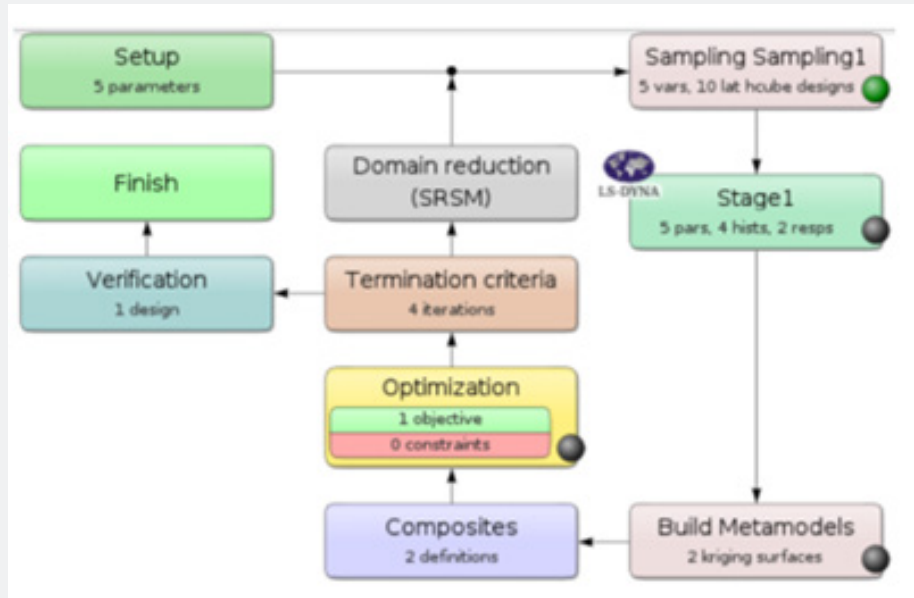 Setup
5 parameters
Sampling Sampling1
5 vars, 10 lat hcube designs
Finish
Domain reduction
(SRSM)
LS-DYNA
Stage1
5 pars, 4 hists, 2 resps
Verification
1 design
Termination criteria
4 iterations
Optimization
1 objective
0 constraints
Composites
2 definitions
Build Metamodels
2 kriging surfaces